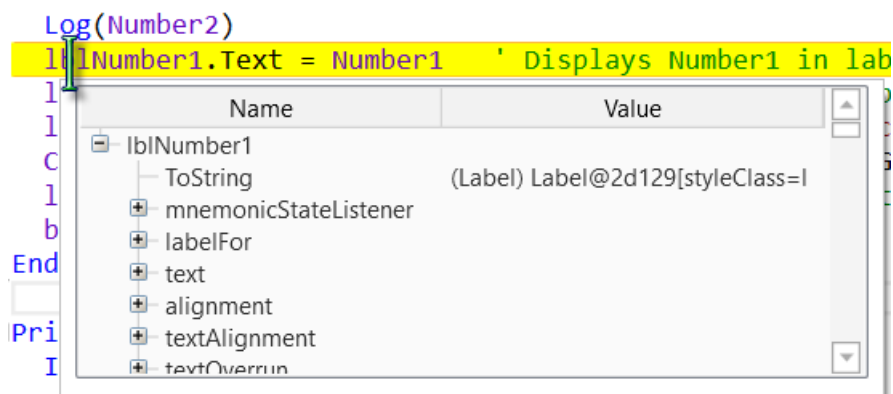 Log(Number2)
lblNumber1.Text = Number1 ' Displays Number1 in lab
Name Value
lblNumber1
ToString (Label) Label@2d129[styleClass=l
mnemonicStateListener
labelFor
text
alignment
textAlignment
textOverrun
End
Pri
I